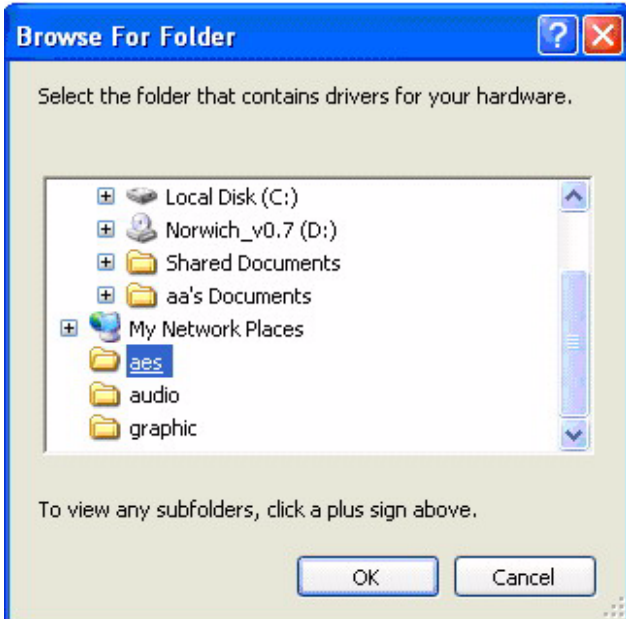 Browse For Folder
Select the folder that contains drivers for your hardware.
Local Disk (C:)
Norwich_v0.7 (D:)
Shared Documents
aa's Documents
My Network Places
aes
audio
graphic
To view any subfolders, click a plus sign above.
OK Cancel